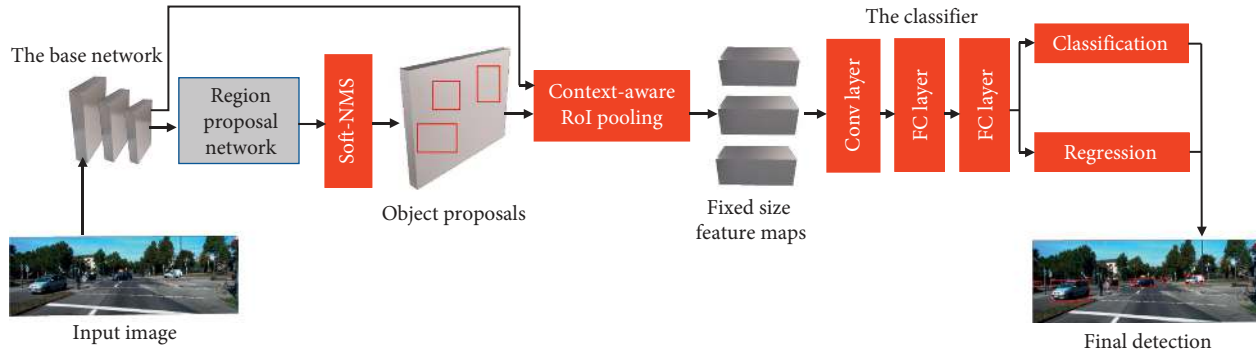 The classifier
The base network
Region
proposal
network
Soft-NMS
Object proposals
Context-aware
RoI pooling
Fixed size
feature maps
Conv layer
FC layer
FC layer
Classification
Regression
Input image
Final detection